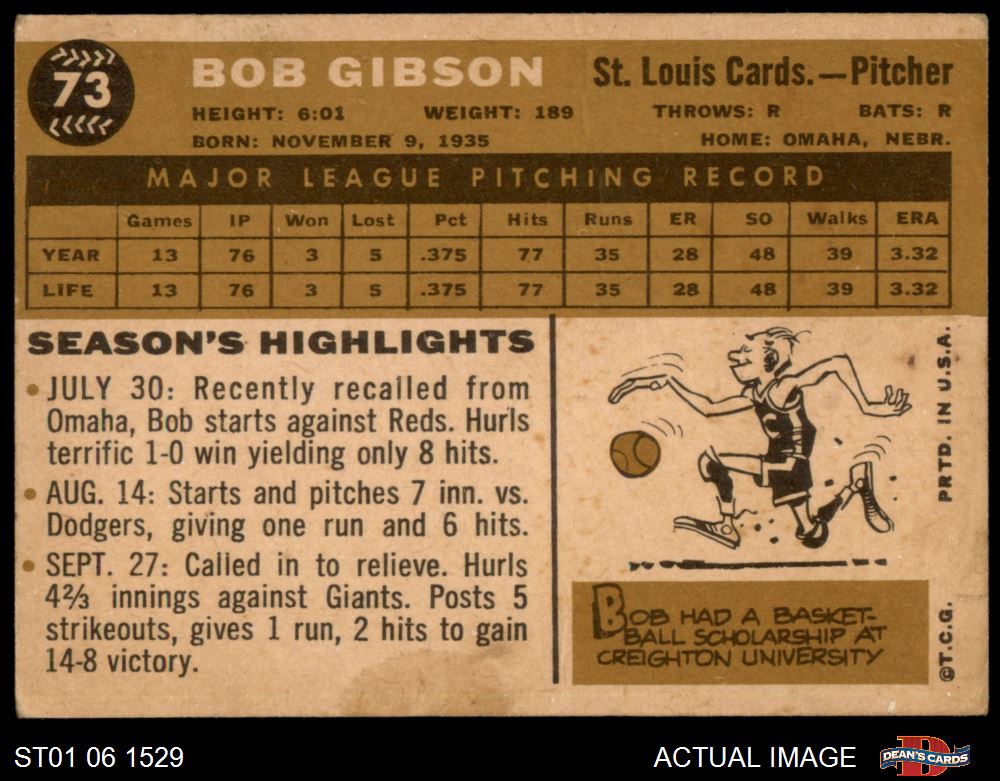 73
BOB GIBSON
St. Louis Cards.—Pitcher
HEIGHT: 6:01 WEIGHT: 189 THROWS: R BATS: R
BORN: NOVEMBER 9, 1935 HOME: OMAHA, NEBR.
MAJOR LEAGUE PITCHING RECORD
Games IP Won Lost Pct Hits Runs ER SO Walks ERA
YEAR 13 76 3 5 .375 77 35 28 48 39 3.32
LIFE 13 76 3 5 .375 77 35 28 48 39 3.32
SEASON'S HIGHLIGHTS
• JULY 30: Recently recalled from
Omaha, Bob starts against Reds. Hurls
terrific 1-0 win yielding only 8 hits.
• AUG. 14: Starts and pitches 7 inn. vs.
Dodgers, giving one run and 6 hits.
• SEPT. 27: Called in to relieve. Hurls
4⅔ innings against Giants. Posts 5
strikeouts, gives 1 run, 2 hits to gain
14-8 victory.
BOB HAD A BASKET-
BALL SCHOLARSHIP AT
CREIGHTON UNIVERSITY
©T.C.G. PRTD. IN U.S.A.
ST01 06 1529
ACTUAL IMAGE
DEAN'S CARDS